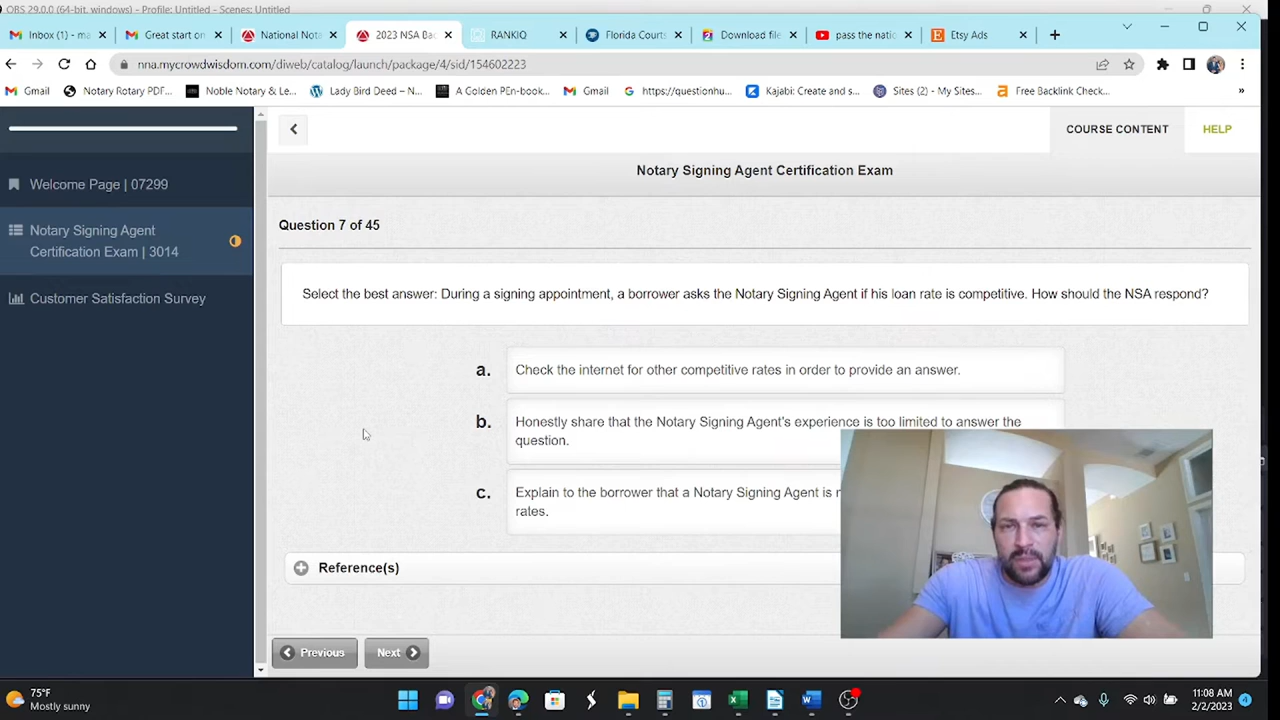 OBS 29.0.0 (64-bit, windows) - Profile: Untitled - Scenes: Untitled
Inbox (1) - ma
Great start on
National Nota
2023 NSA Bac
RANKIQ
Florida Courts
Download file
pass the natio
Etsy Ads
nna.mycrowdwisdom.com/diweb/catalog/launch/package/4/sid/154602223
Gmail
Notary Rotary PDF...
Noble Notary & Le...
Lady Bird Deed – N...
A Golden PEn-book...
Gmail
https://questionhu...
Kajabi: Create and s...
Sites (2) - My Sites...
Free Backlink Check...
»
COURSE CONTENT
HELP
Welcome Page | 07299
Notary Signing Agent
Certification Exam | 3014
Customer Satisfaction Survey
Notary Signing Agent Certification Exam
Question 7 of 45
Select the best answer: During a signing appointment, a borrower asks the Notary Signing Agent if his loan rate is competitive. How should the NSA respond?
a. Check the internet for other competitive rates in order to provide an answer.
b. Honestly share that the Notary Signing Agent's experience is too limited to answer the
question.
c. Explain to the borrower that a Notary Signing Agent is
rates.
Reference(s)
Previous
Next
75°F
Mostly sunny
11:08 AM
2/2/2023